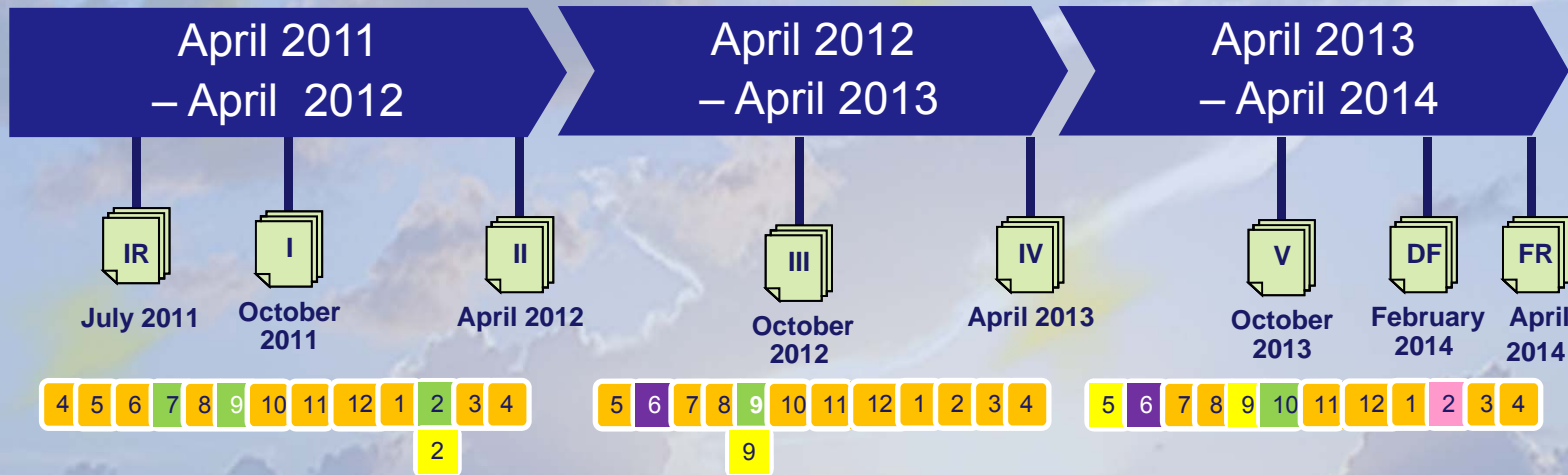 April 2011
– April 2012
April 2012
– April 2013
April 2013
– April 2014
IR
I
II
III
IV
V
DF
FR
July 2011
October
2011
April 2012
October
2012
April 2013
October
2013
February
2014
April
2014
4 5 6 7 8 9 10 11 12 1 2 3 4
2
5 6 7 8 9 10 11 12 1 2 3 4
9
5 6 7 8 9 10 11 12 1 2 3 4